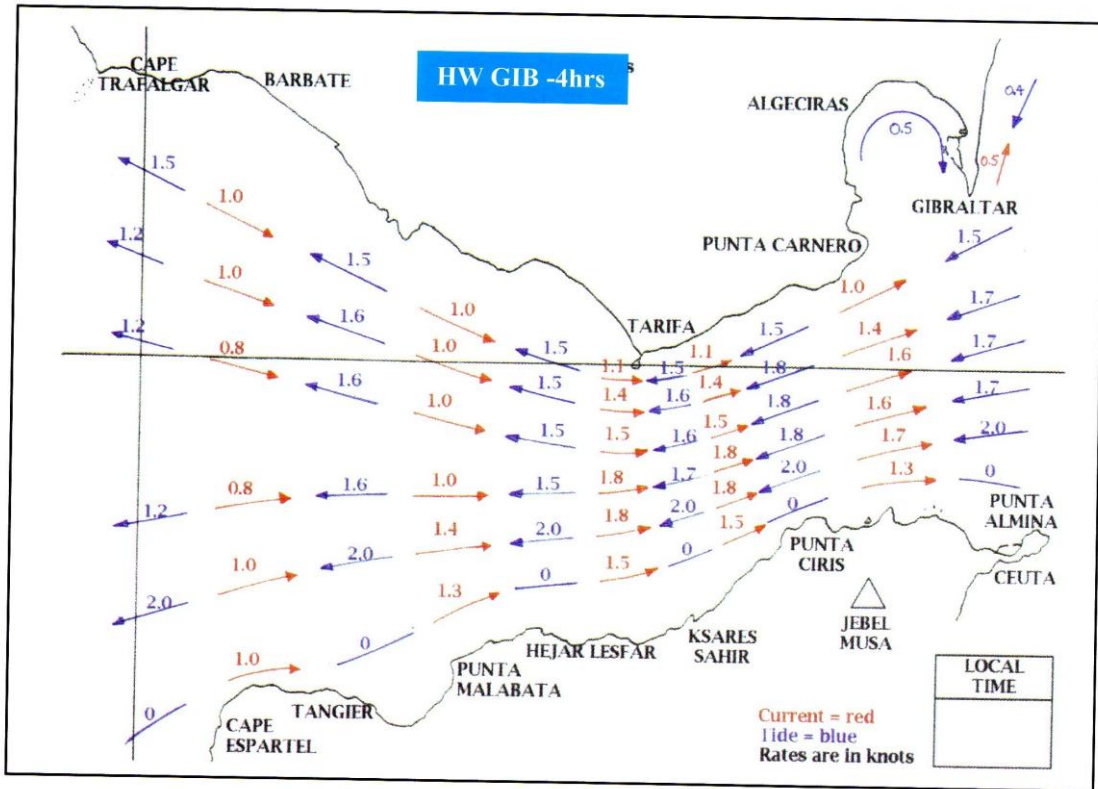 HW GIB -4hrs
s
CAPE
TRAFALGAR
BARBATE
ALGECIRAS
0.4
0.5
0.5
GIBRALTAR
PUNTA CARNERO
TARIFA
1.5
1.0
1.5
1.2
1.5
1.7
1.0
1.0
1.6
1.0
1.5
1.4
1.2
0.8
1.0
1.5
1.1
1.5
1.1
1.8
1.6
1.7
1.6
1.0
1.5
1.4
1.6
1.4
1.8
1.6
1.7
1.5
1.5
1.6
1.5
1.8
1.7
2.0
1.2
0.8
1.6
1.0
1.5
1.8
1.7
1.8
2.0
1.3
0
2.0
1.0
2.0
1.4
2.0
1.8
2.0
1.8
0
0
1.0
0
1.3
0
1.5
0
1.5
PUNTA
ALMINA
CEUTA
PUNTA
CIRIS
JEBEL
MUSA
KSARES
SAHIR
HEJAR LESFAR
PUNTA
MALABATA
TANGIER
CAPE
ESPARTEL
Current = red
Tide = blue
Rates are in knots
LOCAL
TIME